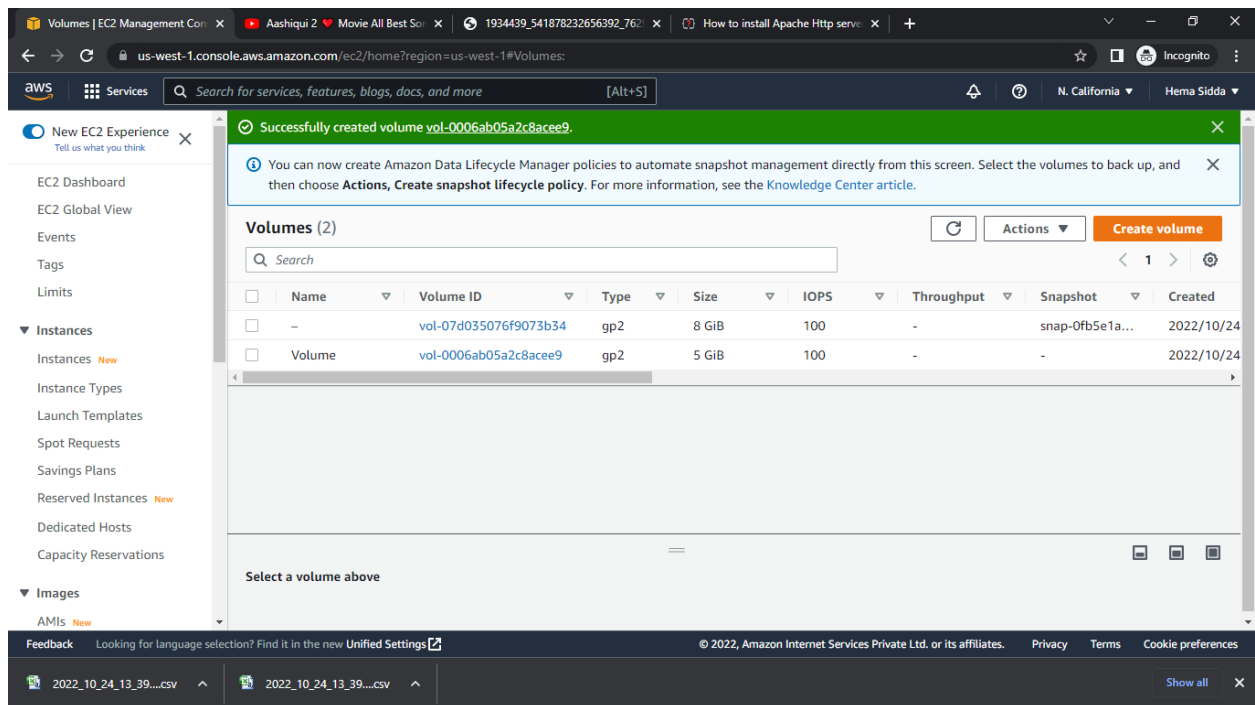 Volumes | EC2 Management Con
Aashiqui 2 ❤ Movie All Best Son
1934439_541878232656392_762
How to install Apache Http serve
us-west-1.console.aws.amazon.com/ec2/home?region=us-west-1#Volumes:
Incognito
aws
Services
Search for services, features, blogs, docs, and more
[Alt+S]
N. California ▼
Hema Sidda ▼
New EC2 Experience
Tell us what you think
EC2 Dashboard
EC2 Global View
Events
Tags
Limits
▼ Instances
Instances New
Instance Types
Launch Templates
Spot Requests
Savings Plans
Reserved Instances New
Dedicated Hosts
Capacity Reservations
▼ Images
AMIs New
Successfully created volume vol-0006ab05a2c8acee9.
You can now create Amazon Data Lifecycle Manager policies to automate snapshot management directly from this screen. Select the volumes to back up, and
then choose Actions, Create snapshot lifecycle policy. For more information, see the Knowledge Center article.
Volumes (2)
Actions ▼
Create volume
Search
1
Name Volume ID Type Size IOPS Throughput Snapshot Created
– vol-07d035076f9073b34 gp2 8 GiB 100 - snap-0fb5e1a... 2022/10/24
Volume vol-0006ab05a2c8acee9 gp2 5 GiB 100 - - 2022/10/24
Select a volume above
Feedback
Looking for language selection? Find it in the new Unified Settings
© 2022, Amazon Internet Services Private Ltd. or its affiliates.
Privacy
Terms
Cookie preferences
2022_10_24_13_39....csv
2022_10_24_13_39....csv
Show all